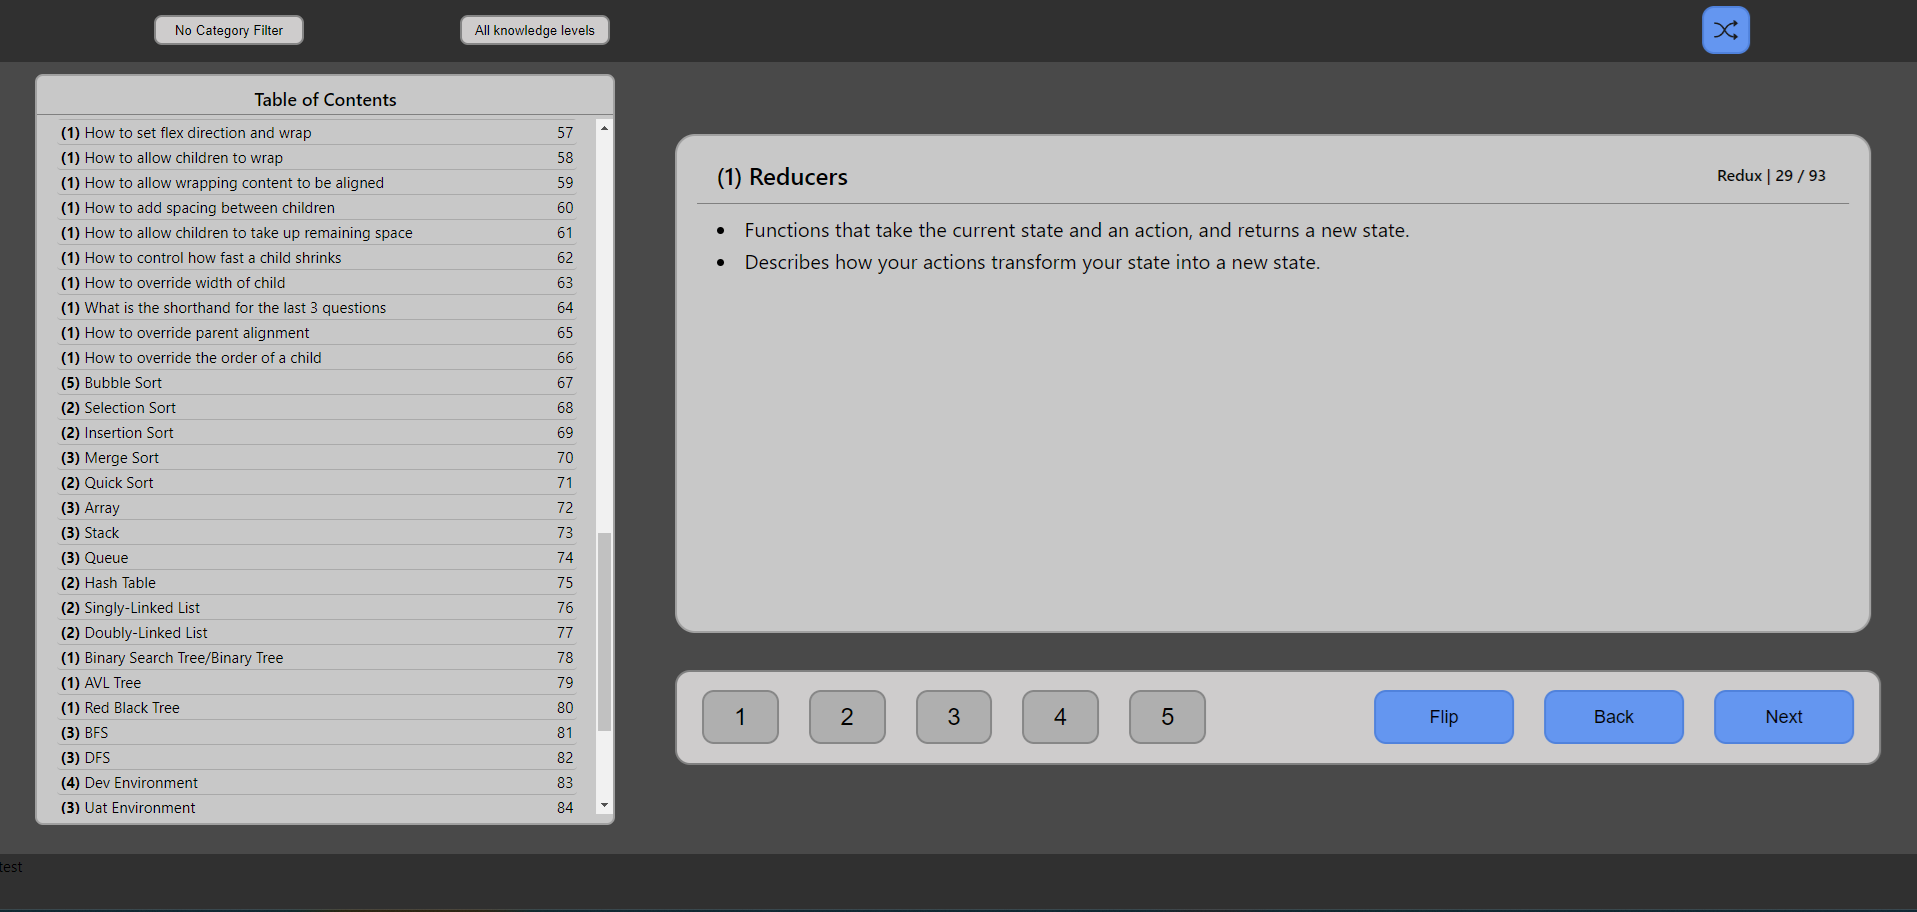 No Category Filter
All knowledge levels
Table of Contents
(1) How to set flex direction and wrap 57
(1) How to allow children to wrap 58
(1) How to allow wrapping content to be aligned 59
(1) How to add spacing between children 60
(1) How to allow children to take up remaining space 61
(1) How to control how fast a child shrinks 62
(1) How to override width of child 63
(1) What is the shorthand for the last 3 questions 64
(1) How to override parent alignment 65
(1) How to override the order of a child 66
(5) Bubble Sort 67
(2) Selection Sort 68
(2) Insertion Sort 69
(3) Merge Sort 70
(2) Quick Sort 71
(3) Array 72
(3) Stack 73
(3) Queue 74
(2) Hash Table 75
(2) Singly-Linked List 76
(2) Doubly-Linked List 77
(1) Binary Search Tree/Binary Tree 78
(1) AVL Tree 79
(1) Red Black Tree 80
(3) BFS 81
(3) DFS 82
(4) Dev Environment 83
(3) Uat Environment 84
(1) Reducers
Redux | 29 / 93
• Functions that take the current state and an action, and returns a new state.
• Describes how your actions transform your state into a new state.
1 2 3 4 5
Flip Back Next
test